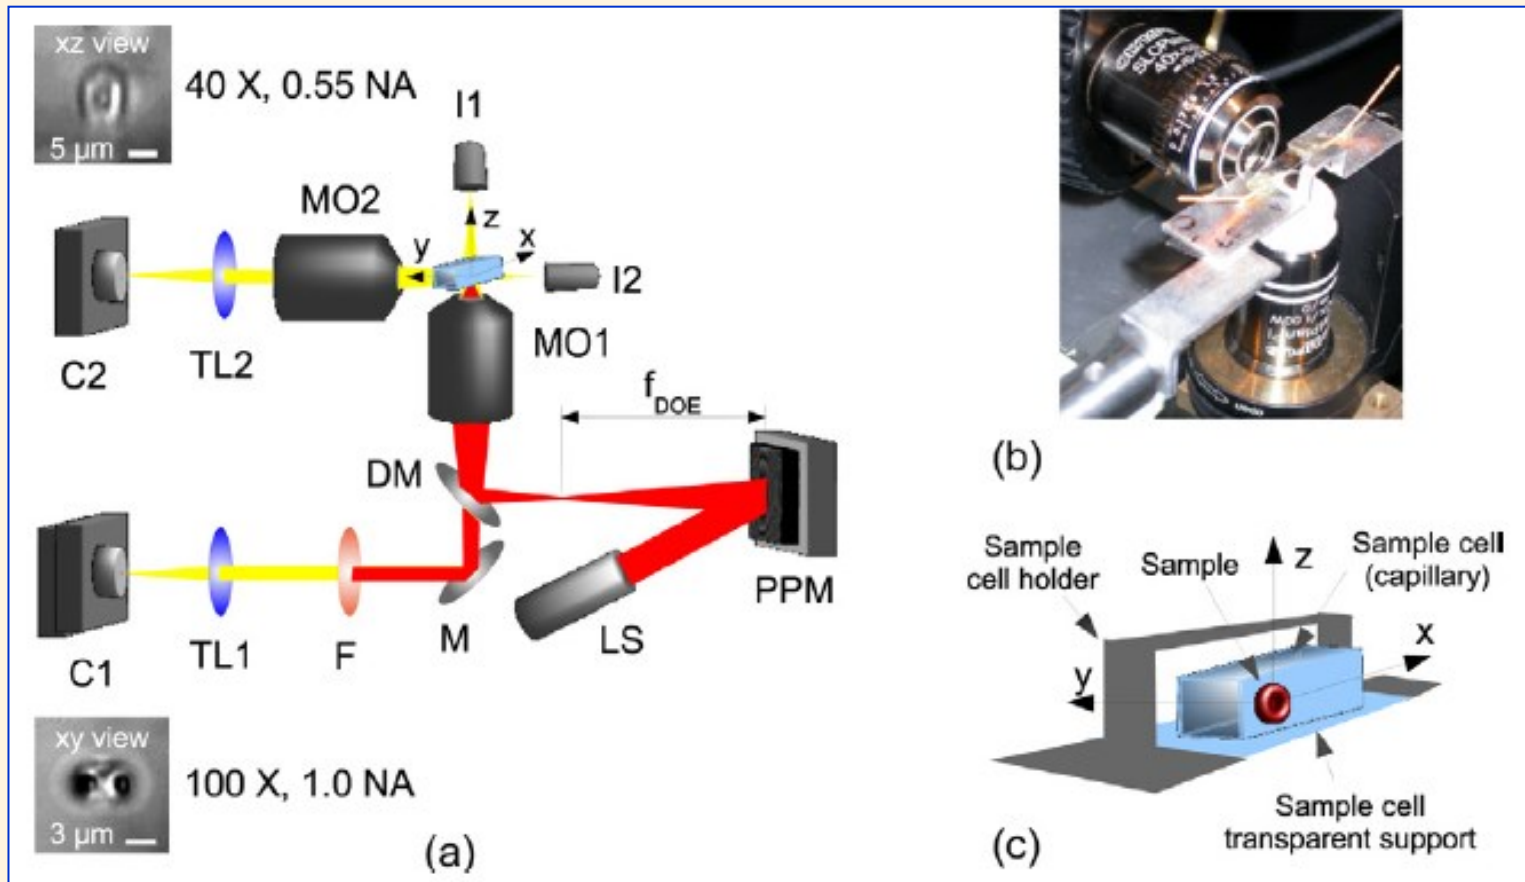 xz view
5 µm
40 X, 0.55 NA
I1
MO2
z
x
y
I2
C2
TL2
MO1
f DOE
DM
PPM
LS
C1
TL1
F
M
xy view
3 µm
100 X, 1.0 NA
(a)
(b)
Sample
cell holder
Sample
z
Sample cell
(capillary)
x
y
Sample cell
transparent support
(c)